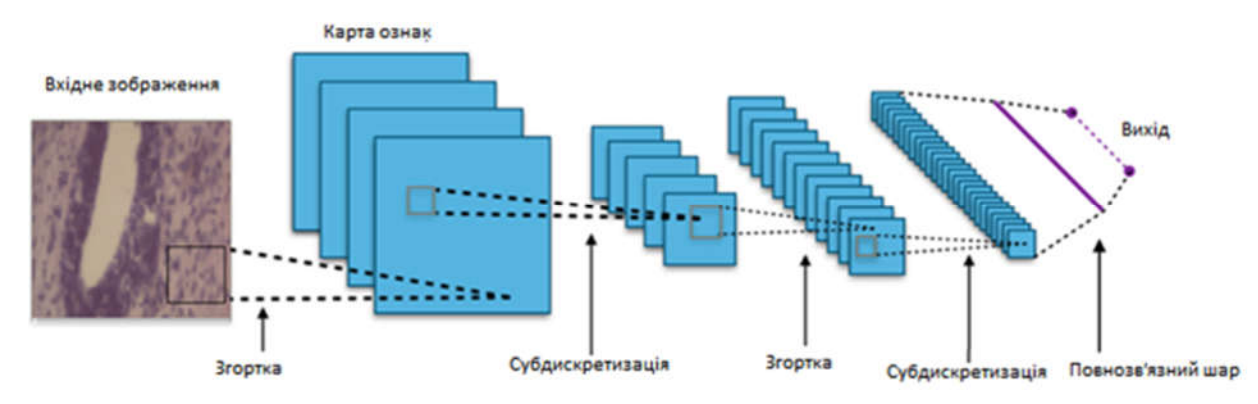 Карта ознак
Вхідне зображення
Вихід
Згортка
Субдискретизація
Згортка
Субдискретизація
Повнозв'язний шар